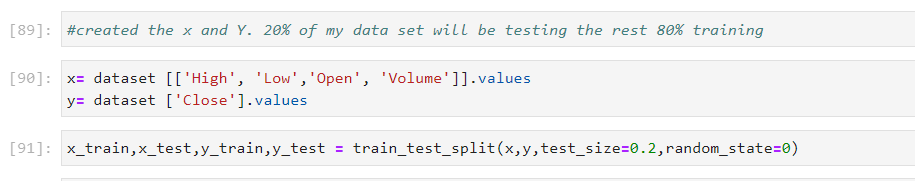 [89]: #created the x and Y. 20% of my data set will be testing the rest 80% training
[90]: x= dataset [['High', 'Low','Open', 'Volume']].values
y= dataset ['Close'].values
[91]: x_train,x_test,y_train,y_test = train_test_split(x,y,test_size=0.2,random_state=0)